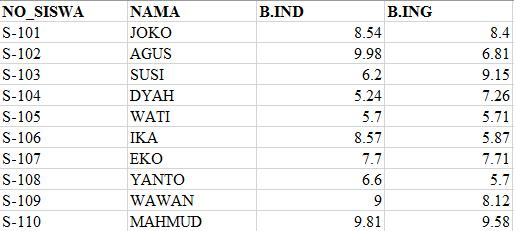 NO_SISWA NAMA B.IND B.ING
S-101 JOKO 8.54 8.4
S-102 AGUS 9.98 6.81
S-103 SUSI 6.2 9.15
S-104 DYAH 5.24 7.26
S-105 WATI 5.7 5.71
S-106 IKA 8.57 5.87
S-107 EKO 7.7 7.71
S-108 YANTO 6.6 5.7
S-109 WAWAN 9 8.12
S-110 MAHMUD 9.81 9.58